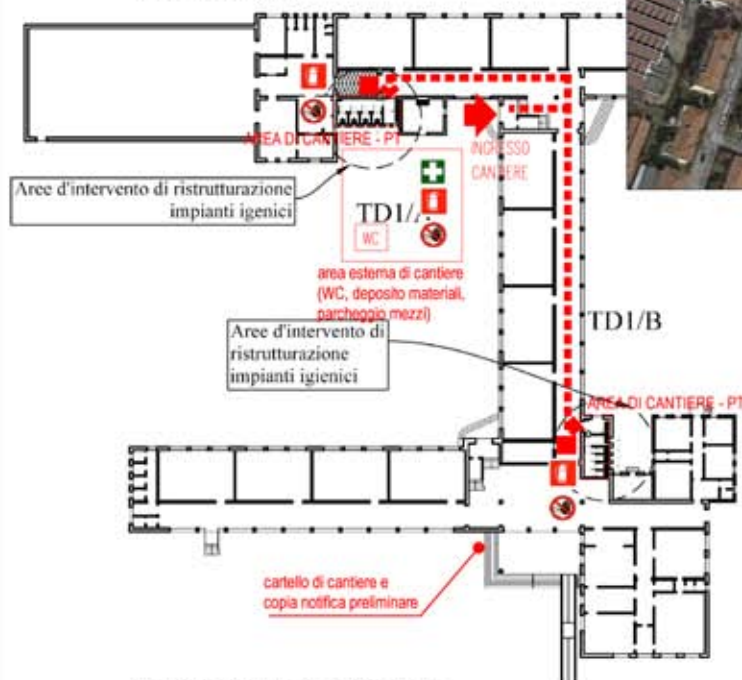 AREA DI CANTIERE - PT
INGRESSO
CANTIERE
Aree d'intervento di ristrutturazione
impianti igenici
TD1/
WC
area esterna di cantiere
(WC, deposito materiali,
parcheggio mezzi)
TD1/B
Aree d'intervento di
ristrutturazione
impianti igienici
AREA DI CANTIERE - PT
cartello di cantiere e
copia notifica preliminare